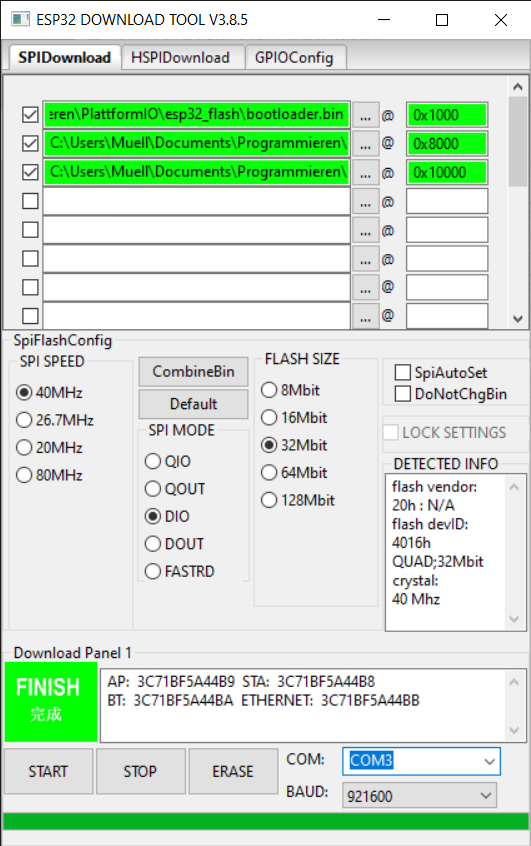 ESP32 DOWNLOAD TOOL V3.8.5
SPIDownload HSPIDownload GPIOConfig
eren\PlattformIO\esp32_flash\bootloader.bin ... @ 0x1000
C:\Users\Muell\Documents\Programmieren\ ... @ 0x8000
C:\Users\Muell\Documents\Programmieren\ ... @ 0x10000
... @
... @
... @
... @
... @
SpiFlashConfig
SPI SPEED
40MHz
26.7MHz
20MHz
80MHz
CombineBin
Default
SPI MODE
QIO
QOUT
DIO
DOUT
FASTRD
FLASH SIZE
8Mbit
16Mbit
32Mbit
64Mbit
128Mbit
SpiAutoSet
DoNotChgBin
LOCK SETTINGS
DETECTED INFO
flash vendor:
20h : N/A
flash devID:
4016h
QUAD;32Mbit
crystal:
40 Mhz
Download Panel 1
FINISH
完成
AP: 3C71BF5A44B9 STA: 3C71BF5A44B8
BT: 3C71BF5A44BA ETHERNET: 3C71BF5A44BB
START STOP ERASE
COM: COM3
BAUD: 921600